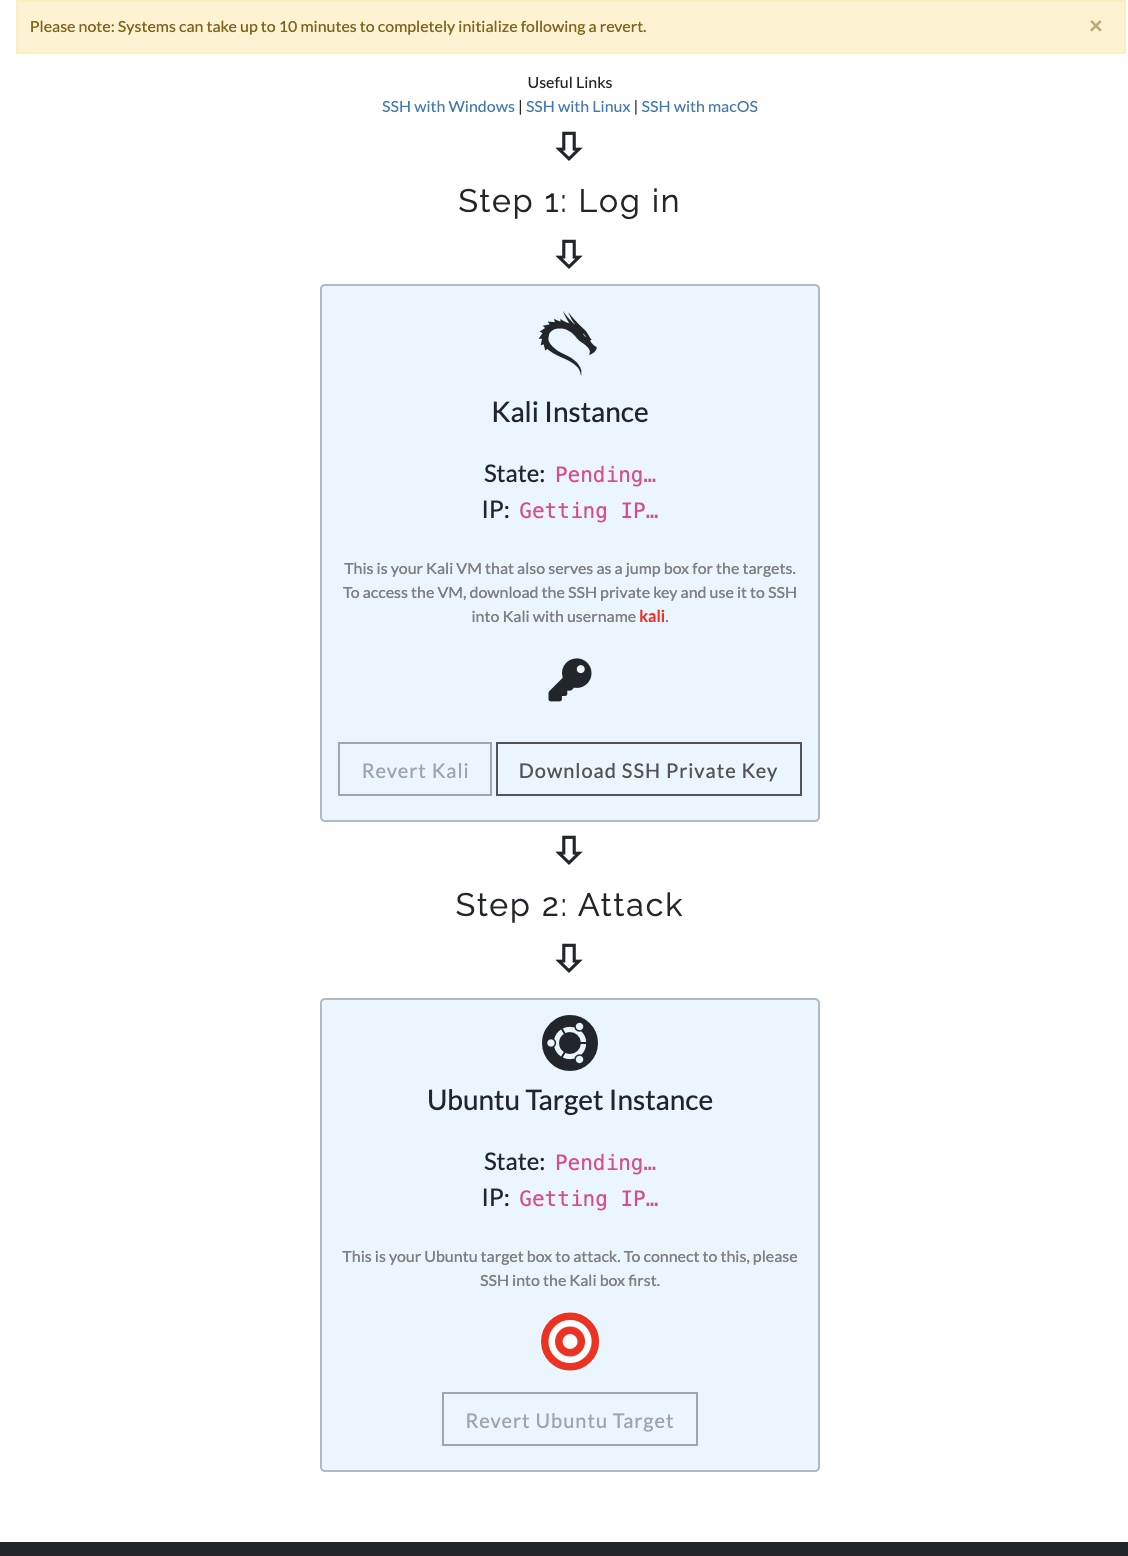 Please note: Systems can take up to 10 minutes to completely initialize following a revert.
×
Useful Links
SSH with Windows | SSH with Linux | SSH with macOS
Step 1: Log in
Kali Instance
State: Pending…
IP: Getting IP…
This is your Kali VM that also serves as a jump box for the targets.
To access the VM, download the SSH private key and use it to SSH
into Kali with username kali.
Revert Kali
Download SSH Private Key
Step 2: Attack
Ubuntu Target Instance
State: Pending…
IP: Getting IP…
This is your Ubuntu target box to attack. To connect to this, please
SSH into the Kali box first.
Revert Ubuntu Target